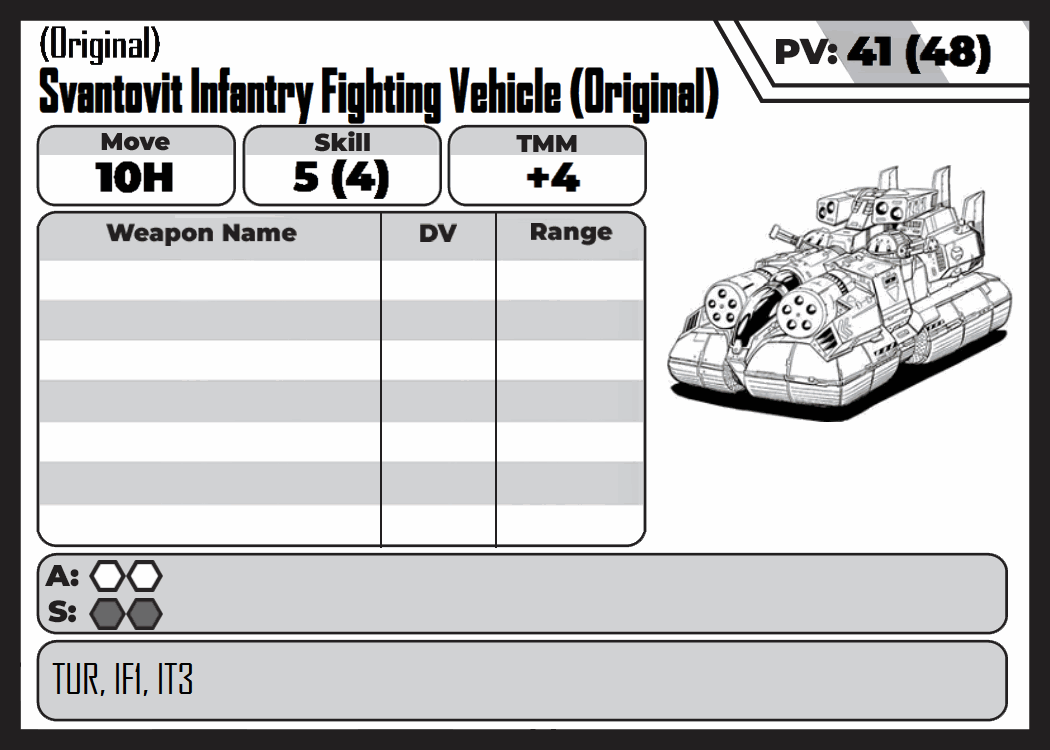 (Original)
Svantovit Infantry Fighting Vehicle (Original)
PV: 41 (48)
Move
10H
Skill
5 (4)
TMM
+4
Weapon Name
DV
Range
A:
S:
TUR, IF1, IT3